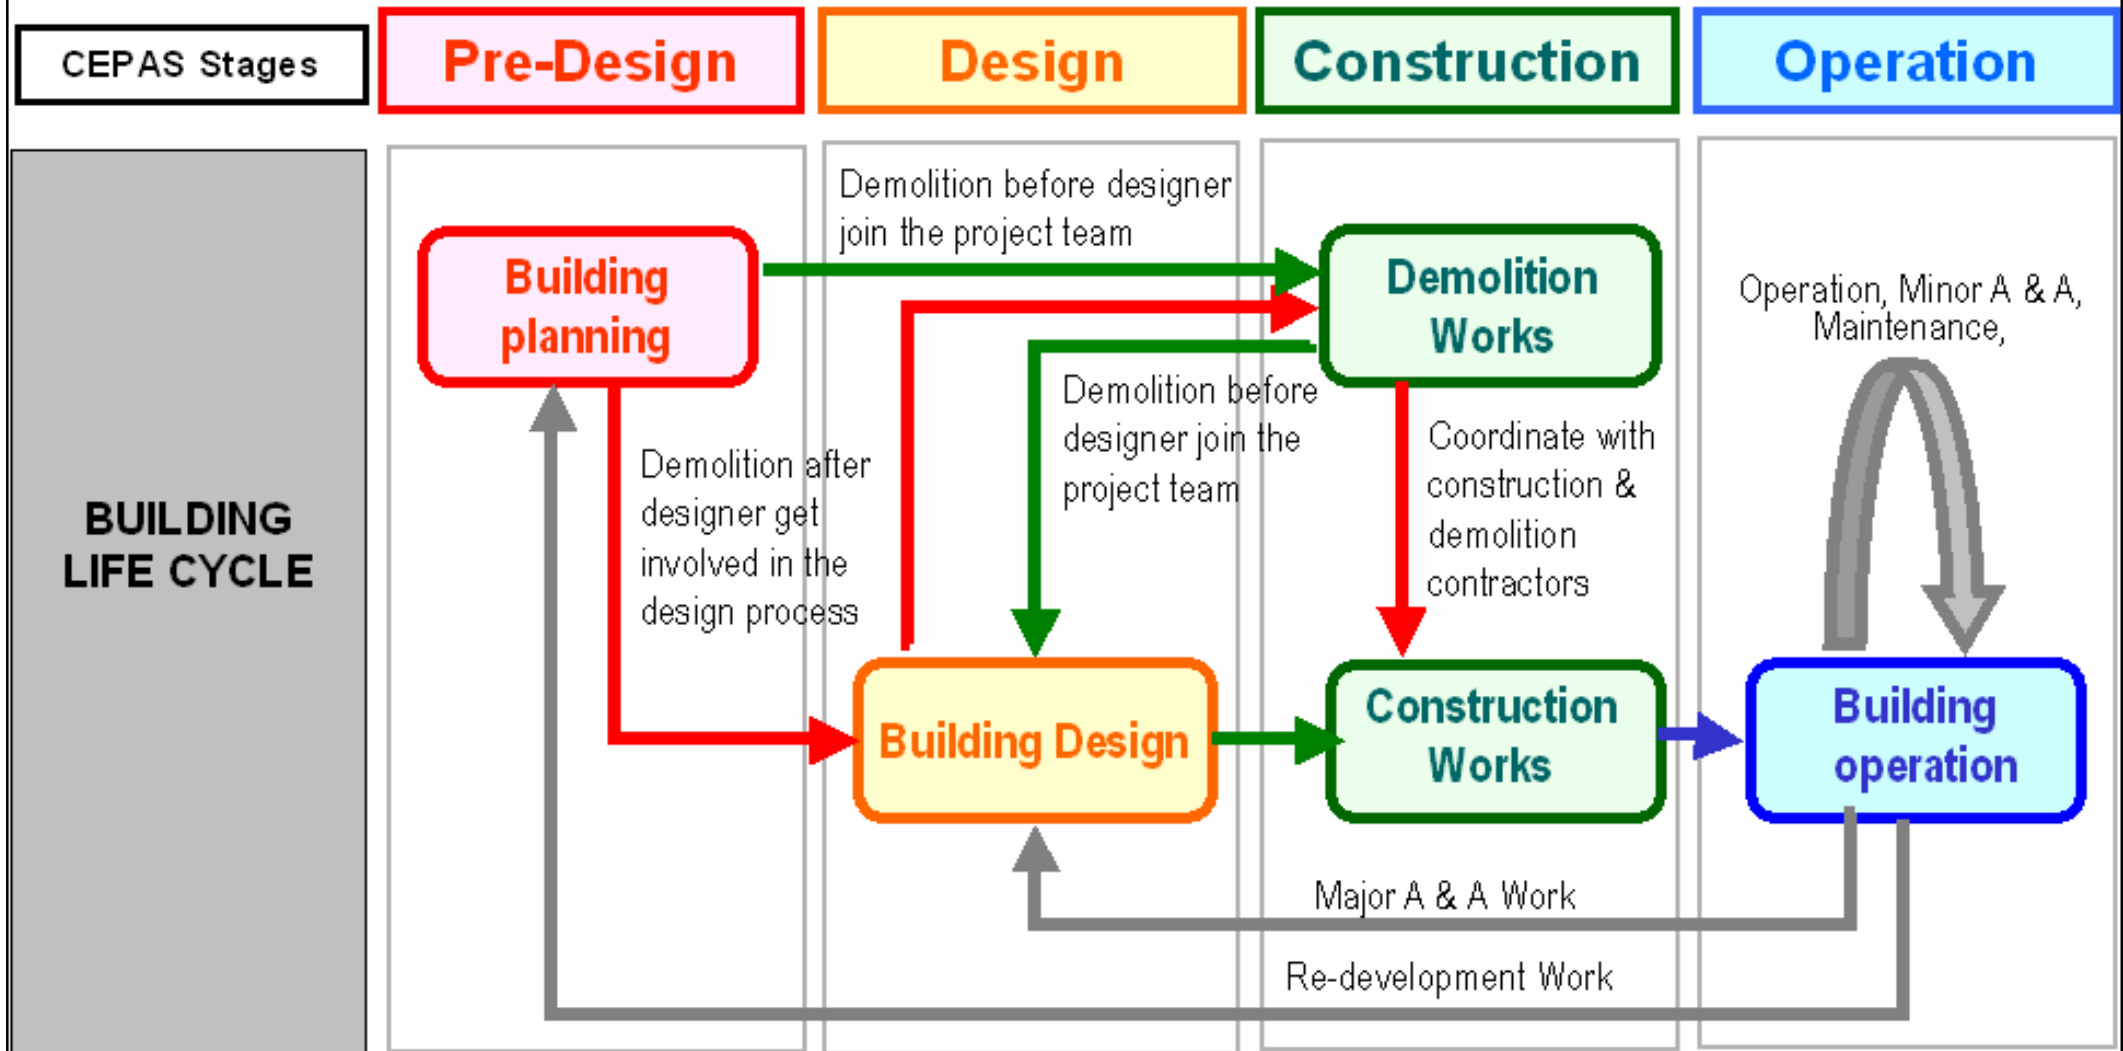 CEPAS Stages
Pre-Design
Design
Construction
Operation
BUILDING
LIFE CYCLE
Building
planning
Demolition before designer
join the project team
Demolition
Works
Operation, Minor A & A,
Maintenance,
Demolition after
designer get
involved in the
design process
Demolition before
designer join the
project team
Coordinate with
construction &
demolition
contractors
Building Design
Construction
Works
Building
operation
Major A & A Work
Re-development Work